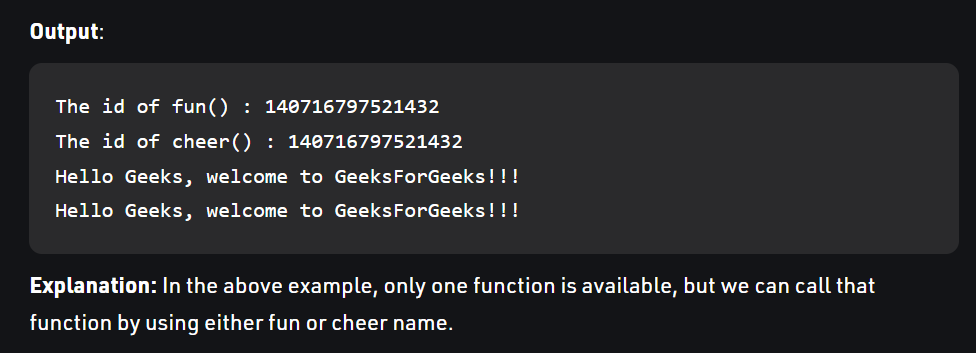 Output:
The id of fun() : 140716797521432
The id of cheer() : 140716797521432
Hello Geeks, welcome to GeeksForGeeks!!!
Hello Geeks, welcome to GeeksForGeeks!!!
Explanation: In the above example, only one function is available, but we can call that
function by using either fun or cheer name.